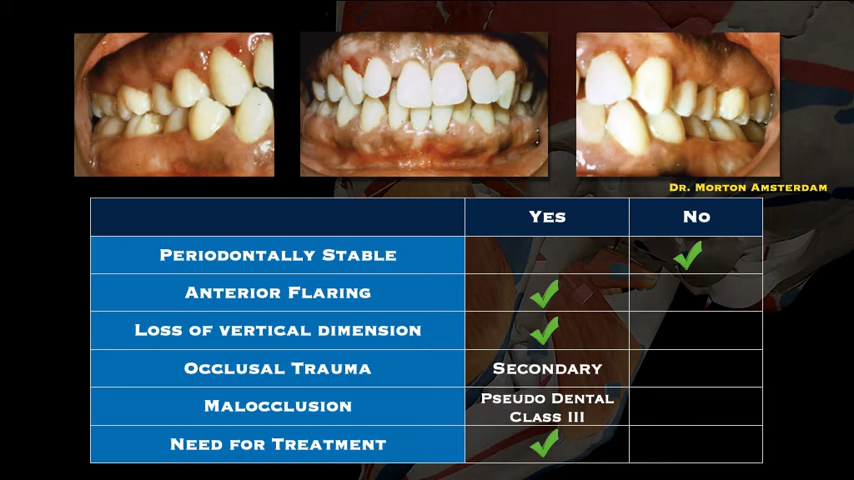 Dr. Morton Amsterdam
Yes No
Periodontally Stable
Anterior Flaring
Loss of vertical dimension
Occlusal Trauma Secondary
Malocclusion Pseudo Dental
Class III
Need for Treatment